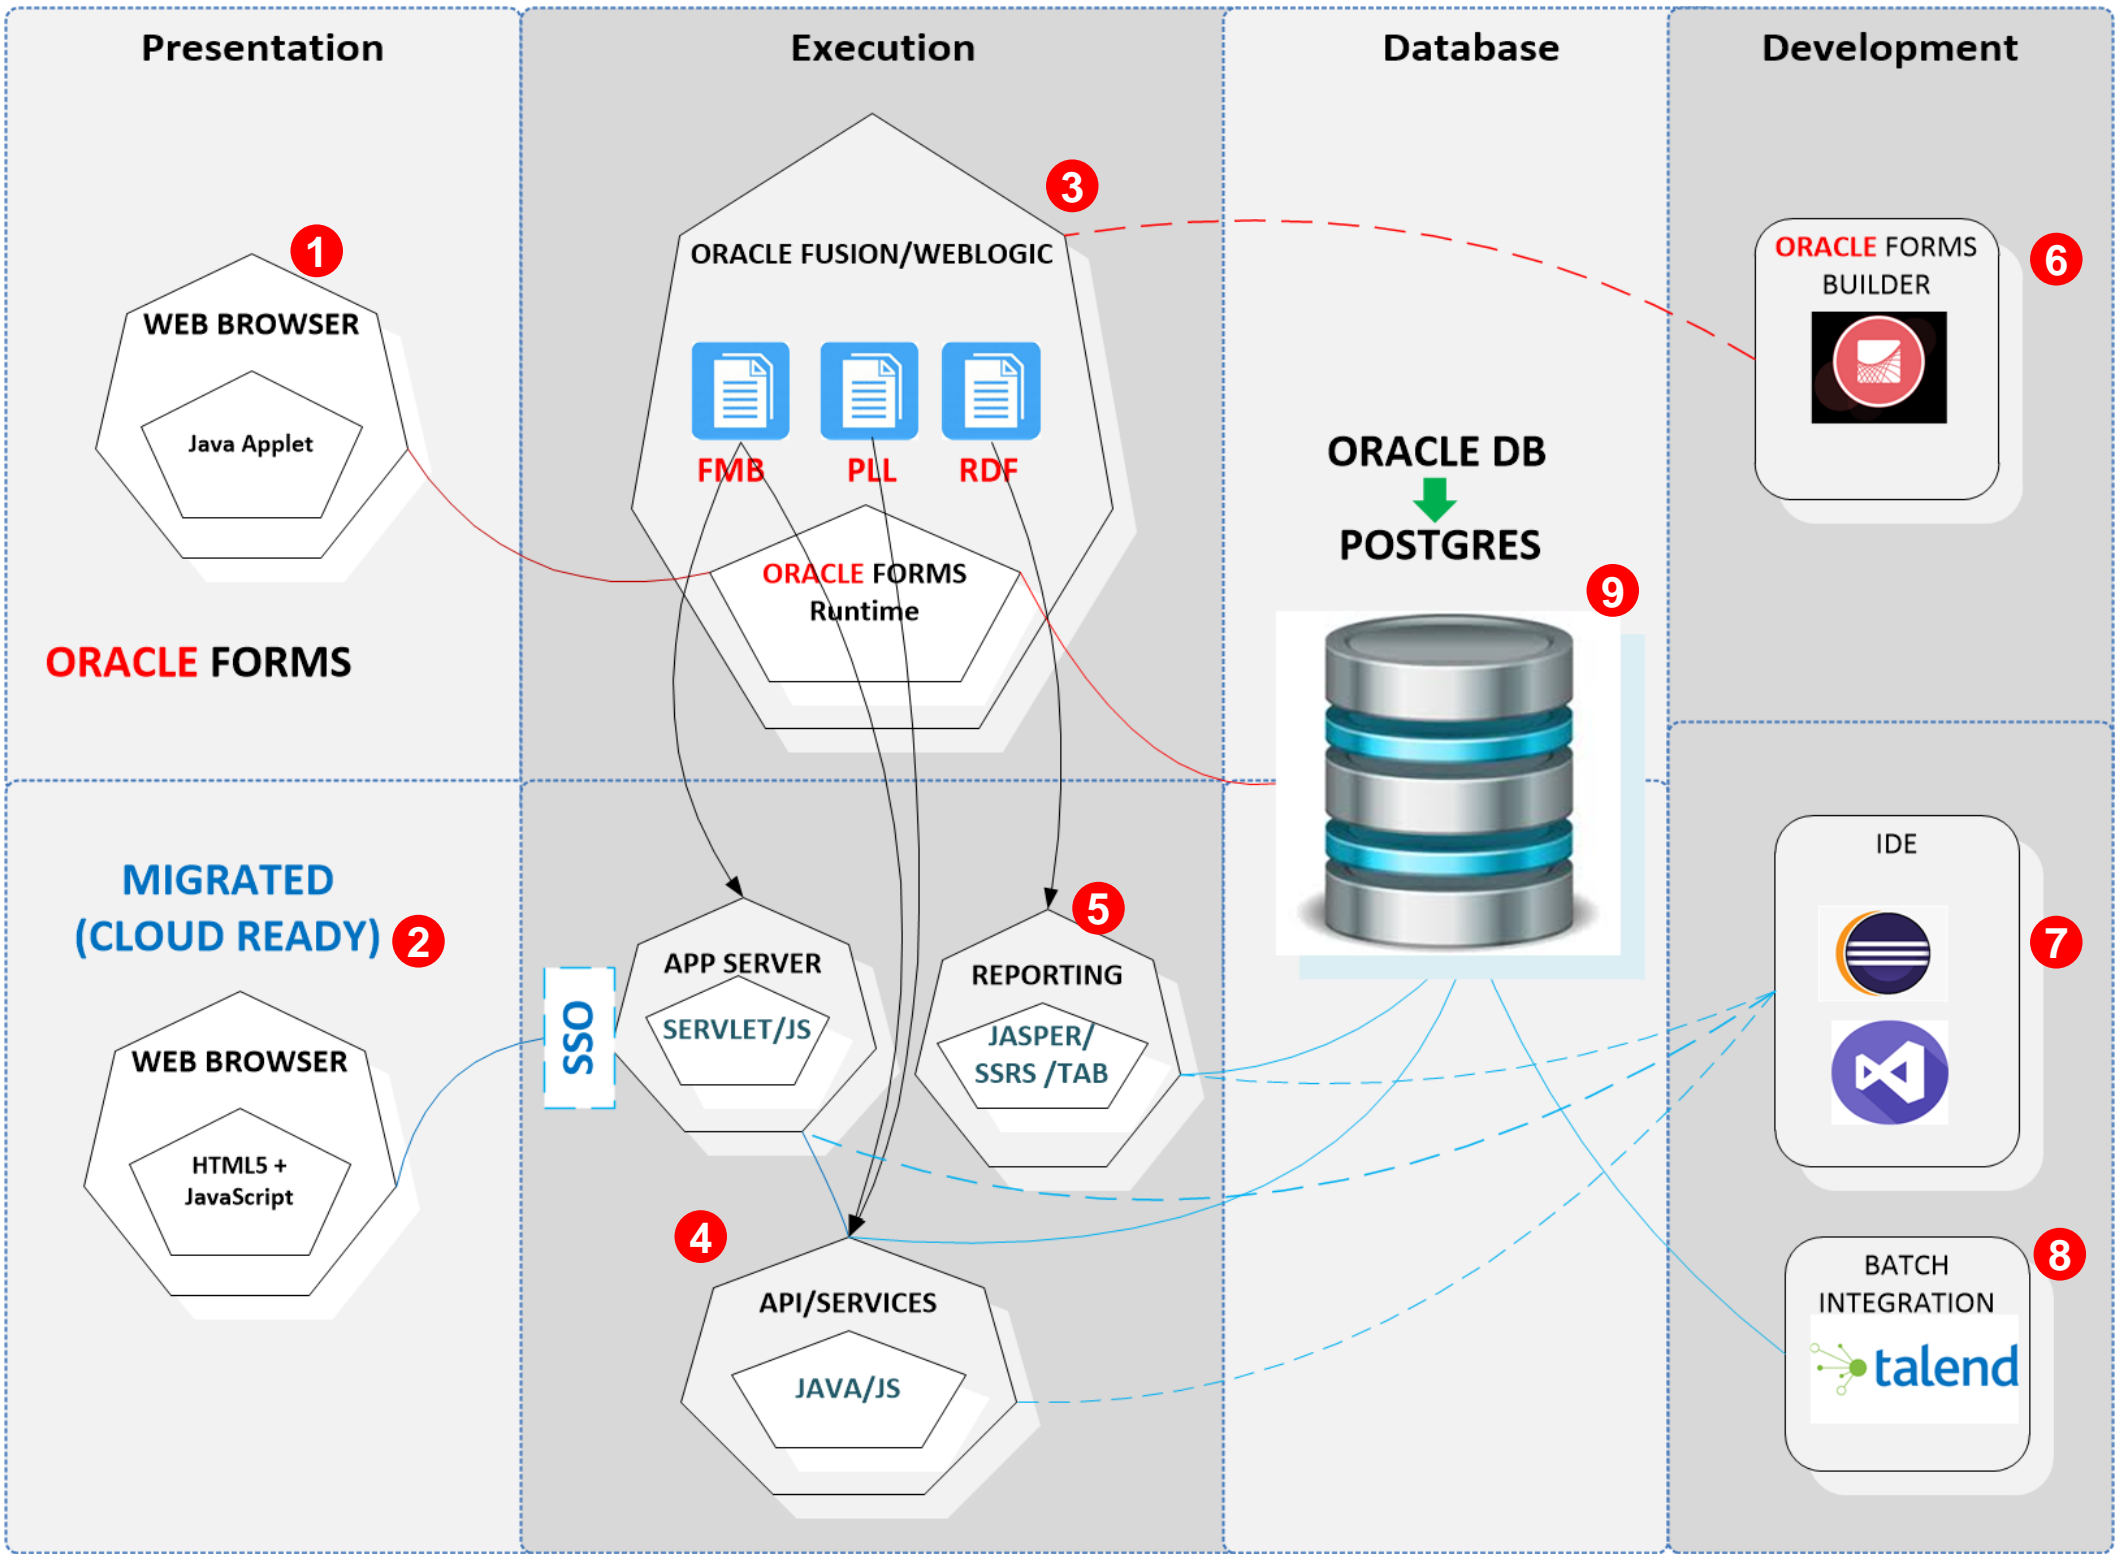 Presentation
Execution
Database
Development
1
WEB BROWSER
Java Applet
ORACLE FORMS
3
ORACLE FUSION/WEBLOGIC
FMB
PLL
RDF
ORACLE FORMS
Runtime
ORACLE DB
POSTGRES
9
ORACLE FORMS
BUILDER
6
MIGRATED
(CLOUD READY)
2
WEB BROWSER
HTML5 +
JavaScript
SSO
APP SERVER
SERVLET/JS
5
REPORTING
JASPER/
SSRS /TAB
4
API/SERVICES
JAVA/JS
IDE
7
8
BATCH
INTEGRATION
talend